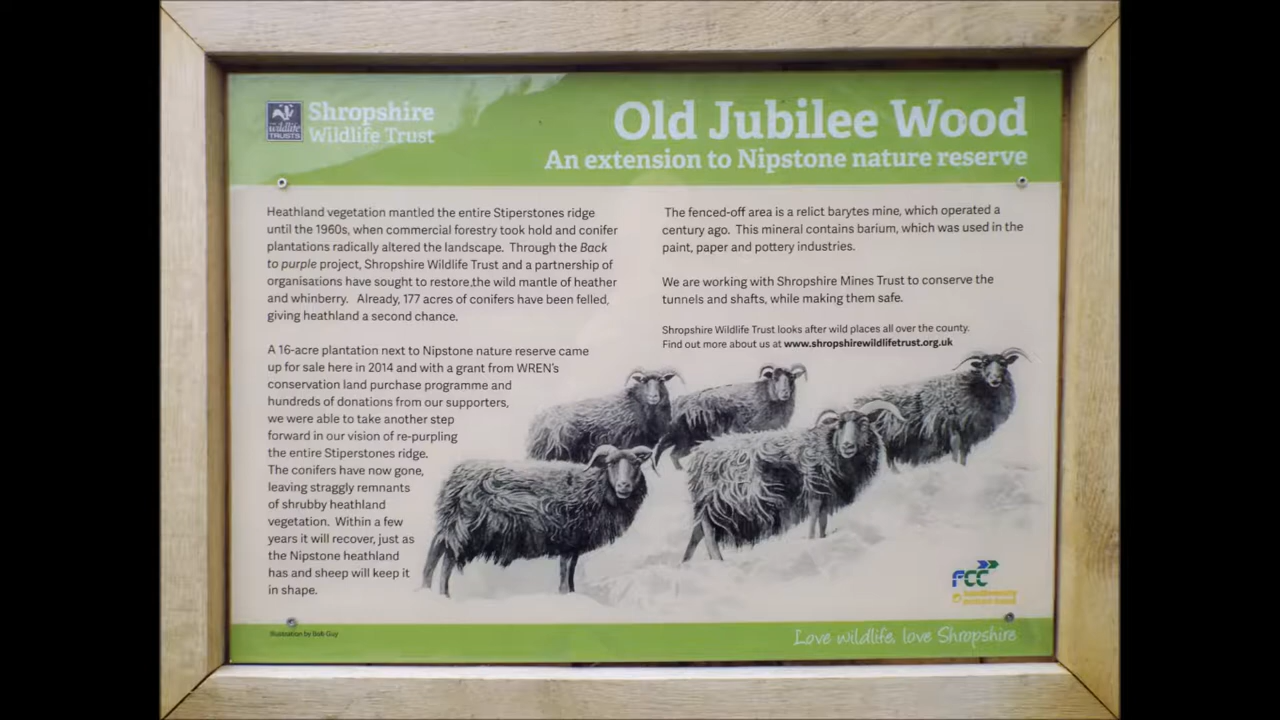 Shropshire
Wildlife Trust
wildlife
TRUSTS
Old Jubilee Wood
An extension to Nipstone nature reserve
Heathland vegetation mantled the entire Stiperstones ridge
until the 1960s, when commercial forestry took hold and conifer
plantations radically altered the landscape. Through the Back
to purple project, Shropshire Wildlife Trust and a partnership of
organisations have sought to restore the wild mantle of heather
and whinberry. Already, 177 acres of conifers have been felled,
giving heathland a second chance.
A 16-acre plantation next to Nipstone nature reserve came
up for sale here in 2014 and with a grant from WREN's
conservation land purchase programme and
hundreds of donations from our supporters,
we were able to take another step
forward in our vision of re-purpling
the entire Stiperstones ridge.
The conifers have now gone,
leaving straggly remnants
of shrubby heathland
vegetation. Within a few
years it will recover, just as
the Nipstone heathland
has and sheep will keep it
in shape.
The fenced-off area is a relict barytes mine, which operated a
century ago. This mineral contains barium, which was used in the
paint, paper and pottery industries.
We are working with Shropshire Mines Trust to conserve the
tunnels and shafts, while making them safe.
Shropshire Wildlife Trust looks after wild places all over the county.
Find out more about us at www.shropshirewildlifetrust.org.uk
FCC
Illustration by Bob Guy
Love wildlife, love Shropshire